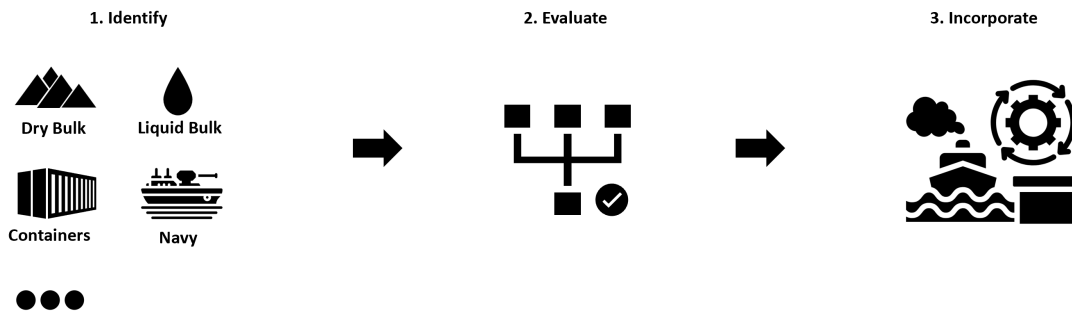 1. Identify
2. Evaluate
3. Incorporate
Dry Bulk
Liquid Bulk
Containers
Navy